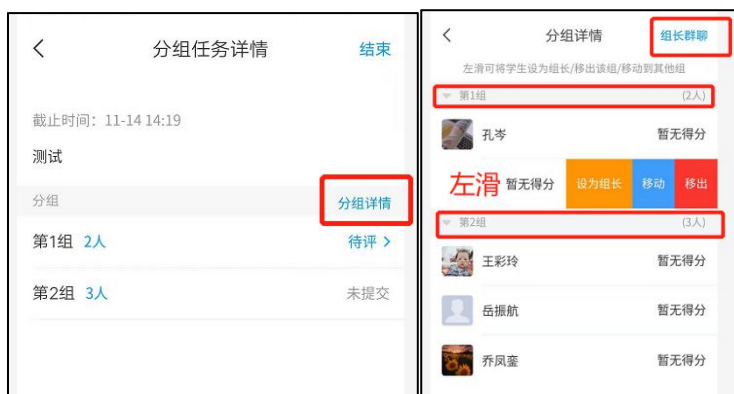 分组任务详情
结束
截止时间：11-14 14:19
测试
分组
分组详情
第1组 2人
待评
第2组 3人
未提交
分组详情
组长群聊
左滑可将学生设为组长/移出该组/移动到其他组
第1组
(2人)
孔岑
暂无得分
左滑
暂无得分
设为组长
移动
移出
第2组
(3人)
王彩玲
暂无得分
岳振航
暂无得分
乔凤銮
暂无得分